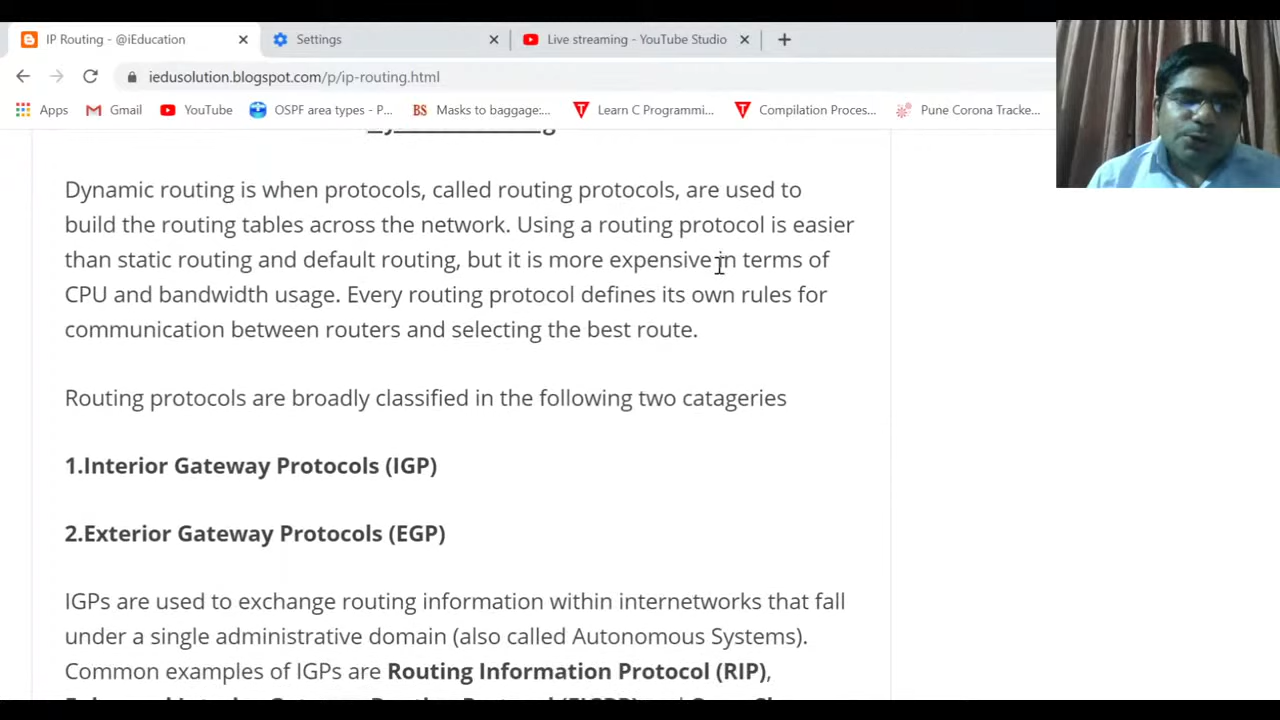 IP Routing - @iEducation
Settings
Live streaming - YouTube Studio
iedusolution.blogspot.com/p/ip-routing.html
Apps
Gmail
YouTube
OSPF area types - P...
BS
Masks to baggage:...
Learn C Programmi...
Compilation Proces...
Pune Corona Tracke...
Dynamic routing is when protocols, called routing protocols, are used to
build the routing tables across the network. Using a routing protocol is easier
than static routing and default routing, but it is more expensive in terms of
CPU and bandwidth usage. Every routing protocol defines its own rules for
communication between routers and selecting the best route.
Routing protocols are broadly classified in the following two catageries
1.Interior Gateway Protocols (IGP)
2.Exterior Gateway Protocols (EGP)
IGPs are used to exchange routing information within internetworks that fall
under a single administrative domain (also called Autonomous Systems).
Common examples of IGPs are Routing Information Protocol (RIP),